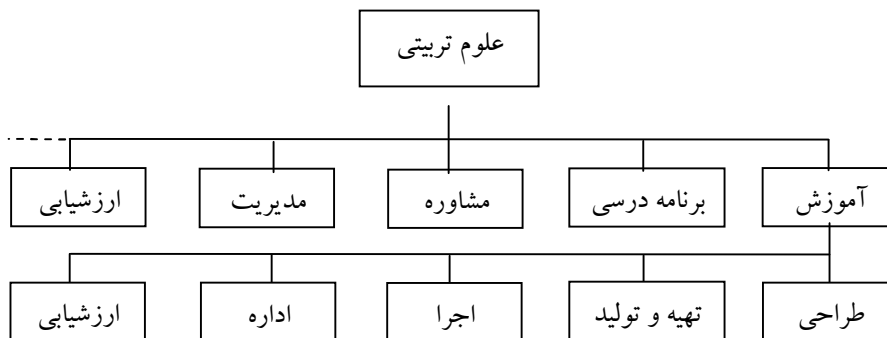 علوم تربیتی
آموزش
برنامه درسی
مشاوره
مدیریت
ارزشیابی
طراحی
تهیه و تولید
اجرا
اداره
ارزشیابی